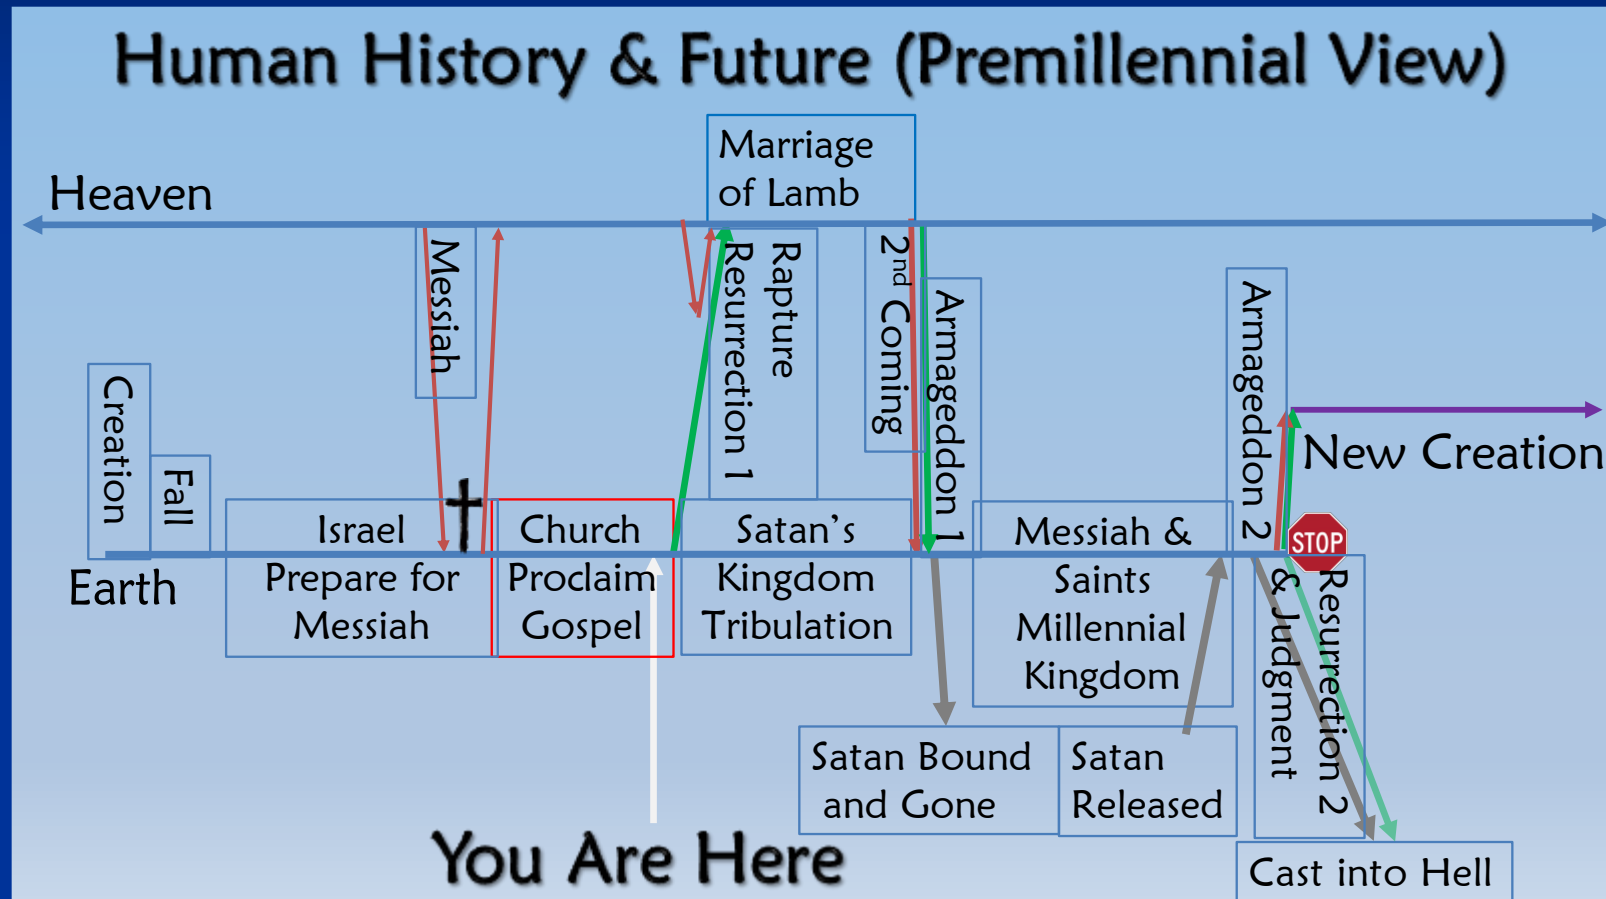 Human History & Future (Premillennial View)
Marriage
of Lamb
Heaven
Messiah
Rapture
Resurrection 1
2nd Coming
Armageddon 1
Armageddon 2
Creation
Fall
New Creation
Earth
Israel
Prepare for
Messiah
Church
Proclaim
Gospel
Satan's
Kingdom
Tribulation
Messiah &
Saints
Millennial
Kingdom
STOP
Resurrection 2
& Judgment
Satan Bound
and Gone
Satan
Released
You Are Here
Cast into Hell